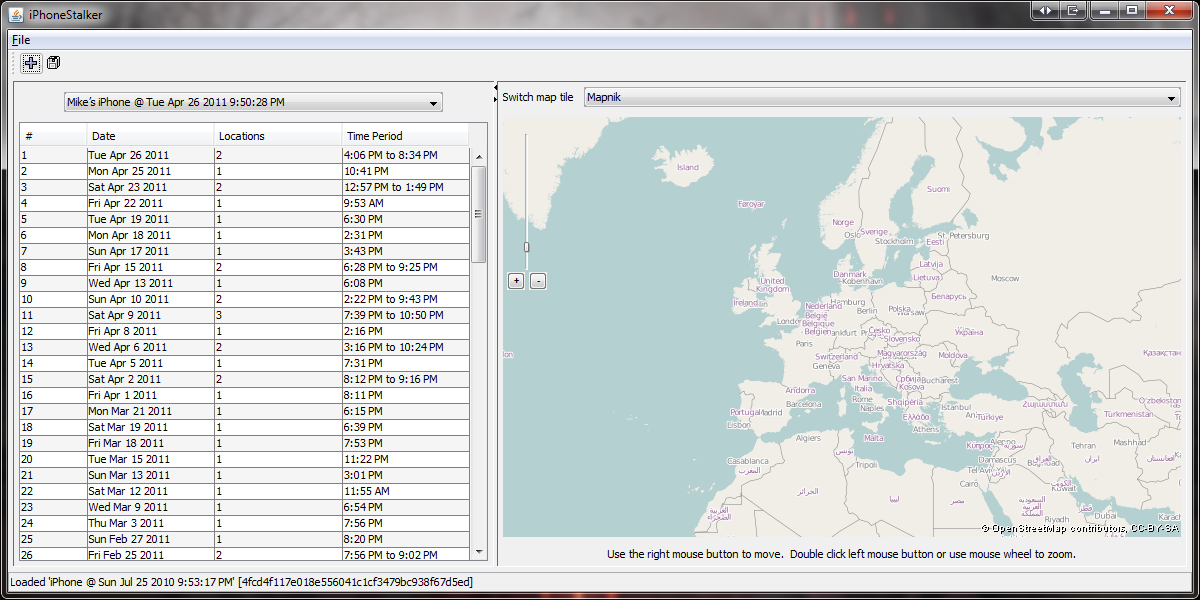 iPhoneStalker
File
Mike's iPhone @ Tue Apr 26 2011 9:50:28 PM
# Date Locations Time Period
1 Tue Apr 26 2011 2 4:06 PM to 8:34 PM
2 Mon Apr 25 2011 1 10:41 PM
3 Sat Apr 23 2011 2 12:57 PM to 1:49 PM
4 Fri Apr 22 2011 1 9:53 AM
5 Tue Apr 19 2011 1 6:30 PM
6 Mon Apr 18 2011 1 2:31 PM
7 Sun Apr 17 2011 1 3:43 PM
8 Fri Apr 15 2011 2 6:28 PM to 9:25 PM
9 Wed Apr 13 2011 1 6:08 PM
10 Sun Apr 10 2011 2 2:22 PM to 9:43 PM
11 Sat Apr 9 2011 3 7:39 PM to 10:50 PM
12 Fri Apr 8 2011 1 2:16 PM
13 Wed Apr 6 2011 2 3:16 PM to 10:24 PM
14 Tue Apr 5 2011 1 7:31 PM
15 Sat Apr 2 2011 2 8:12 PM to 9:16 PM
16 Fri Apr 1 2011 1 8:11 PM
17 Mon Mar 21 2011 1 6:15 PM
18 Sat Mar 19 2011 1 6:39 PM
19 Fri Mar 18 2011 1 7:53 PM
20 Tue Mar 15 2011 1 11:22 PM
21 Sun Mar 13 2011 1 3:01 PM
22 Sat Mar 12 2011 1 11:55 AM
23 Wed Mar 9 2011 1 6:54 PM
24 Thu Mar 3 2011 1 7:56 PM
25 Sun Feb 27 2011 1 8:20 PM
26 Fri Feb 25 2011 2 7:56 PM to 9:02 PM
Switch map tile Mapnik
Ísland
Suomi
Føroyar
Norge
Oslo
Sverige
Stockholm
St. Petersburg
Eesti
Latvija
Lietuva
Moscow
Danmark
København
United
Kingdom
Беларусь
Ireland
Nederland
Hamburg
Berlin
Polska
België
Belgique
Belgien
Česko
Slovensko
Україна
Paris
Switzerland
Geneva
Magyarország
Moldova
Қазақстан
Hrvatska
San Marino
Italia
Србија
Bucharest
Kosova
Andorra
Barcelona
Rome
Naples
Shqipëria
Portugal
Lisbon
Ελλάδα
Athens
Istanbul
Türkiye
Հայաստան
O'zbekiston
Turkmenistan
Algiers
Malta
Tehran
Mashhad
Damascus
Casablanca
المغرب
تونس
Tripoli
Tel Aviv
Baghdad
ایران
Cairo
الجزائر
ليبيا
مصر
Kuwait
السعودية
Riyadh
قطر
Dubai
+ -
© OpenStreetMap contributors, CC-BY-SA
Use the right mouse button to move. Double click left mouse button or use mouse wheel to zoom.
Loaded 'iPhone @ Sun Jul 25 2010 9:53:17 PM' [4fcd4f117e018e556041c1cf3479bc938f67d5ed]